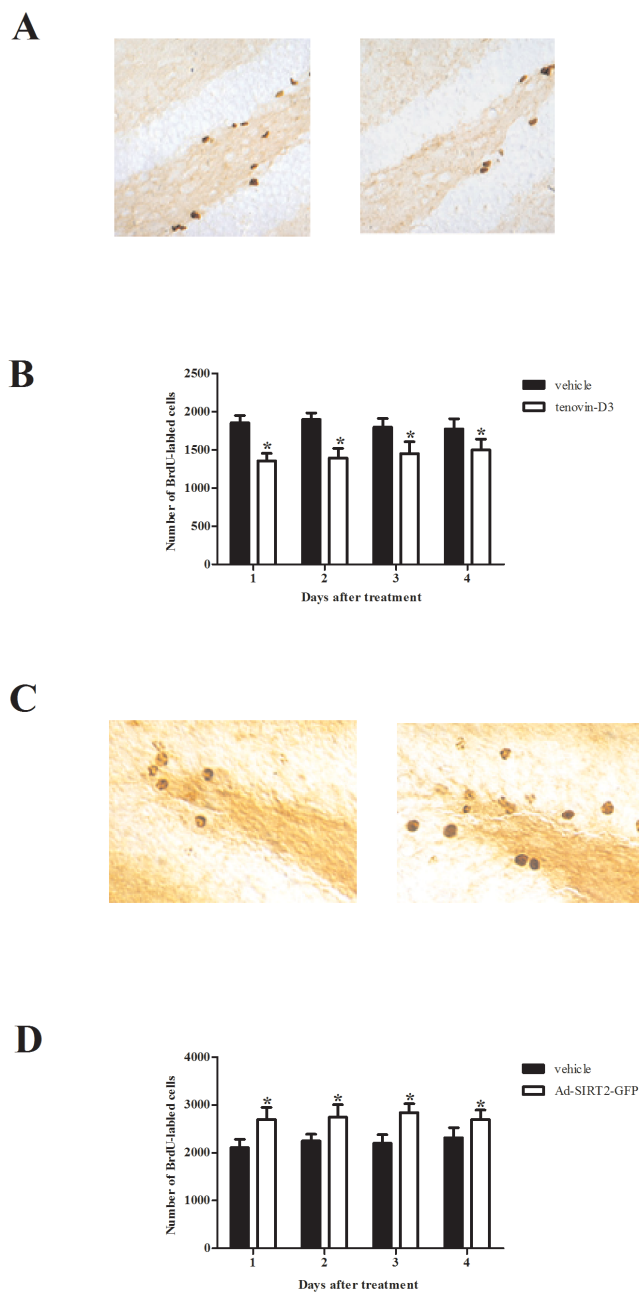 A
B
2500
2000
1500
1000
500
0
Number of BrdU-labled cells
* * * *
1 2 3 4
Days after treatment
vehicle
tenovin-D3
C
D
4000
3000
2000
1000
0
Number of BrdU-labled cells
* * * *
1 2 3 4
Days after treatment
vehicle
Ad-SIRT2-GFP